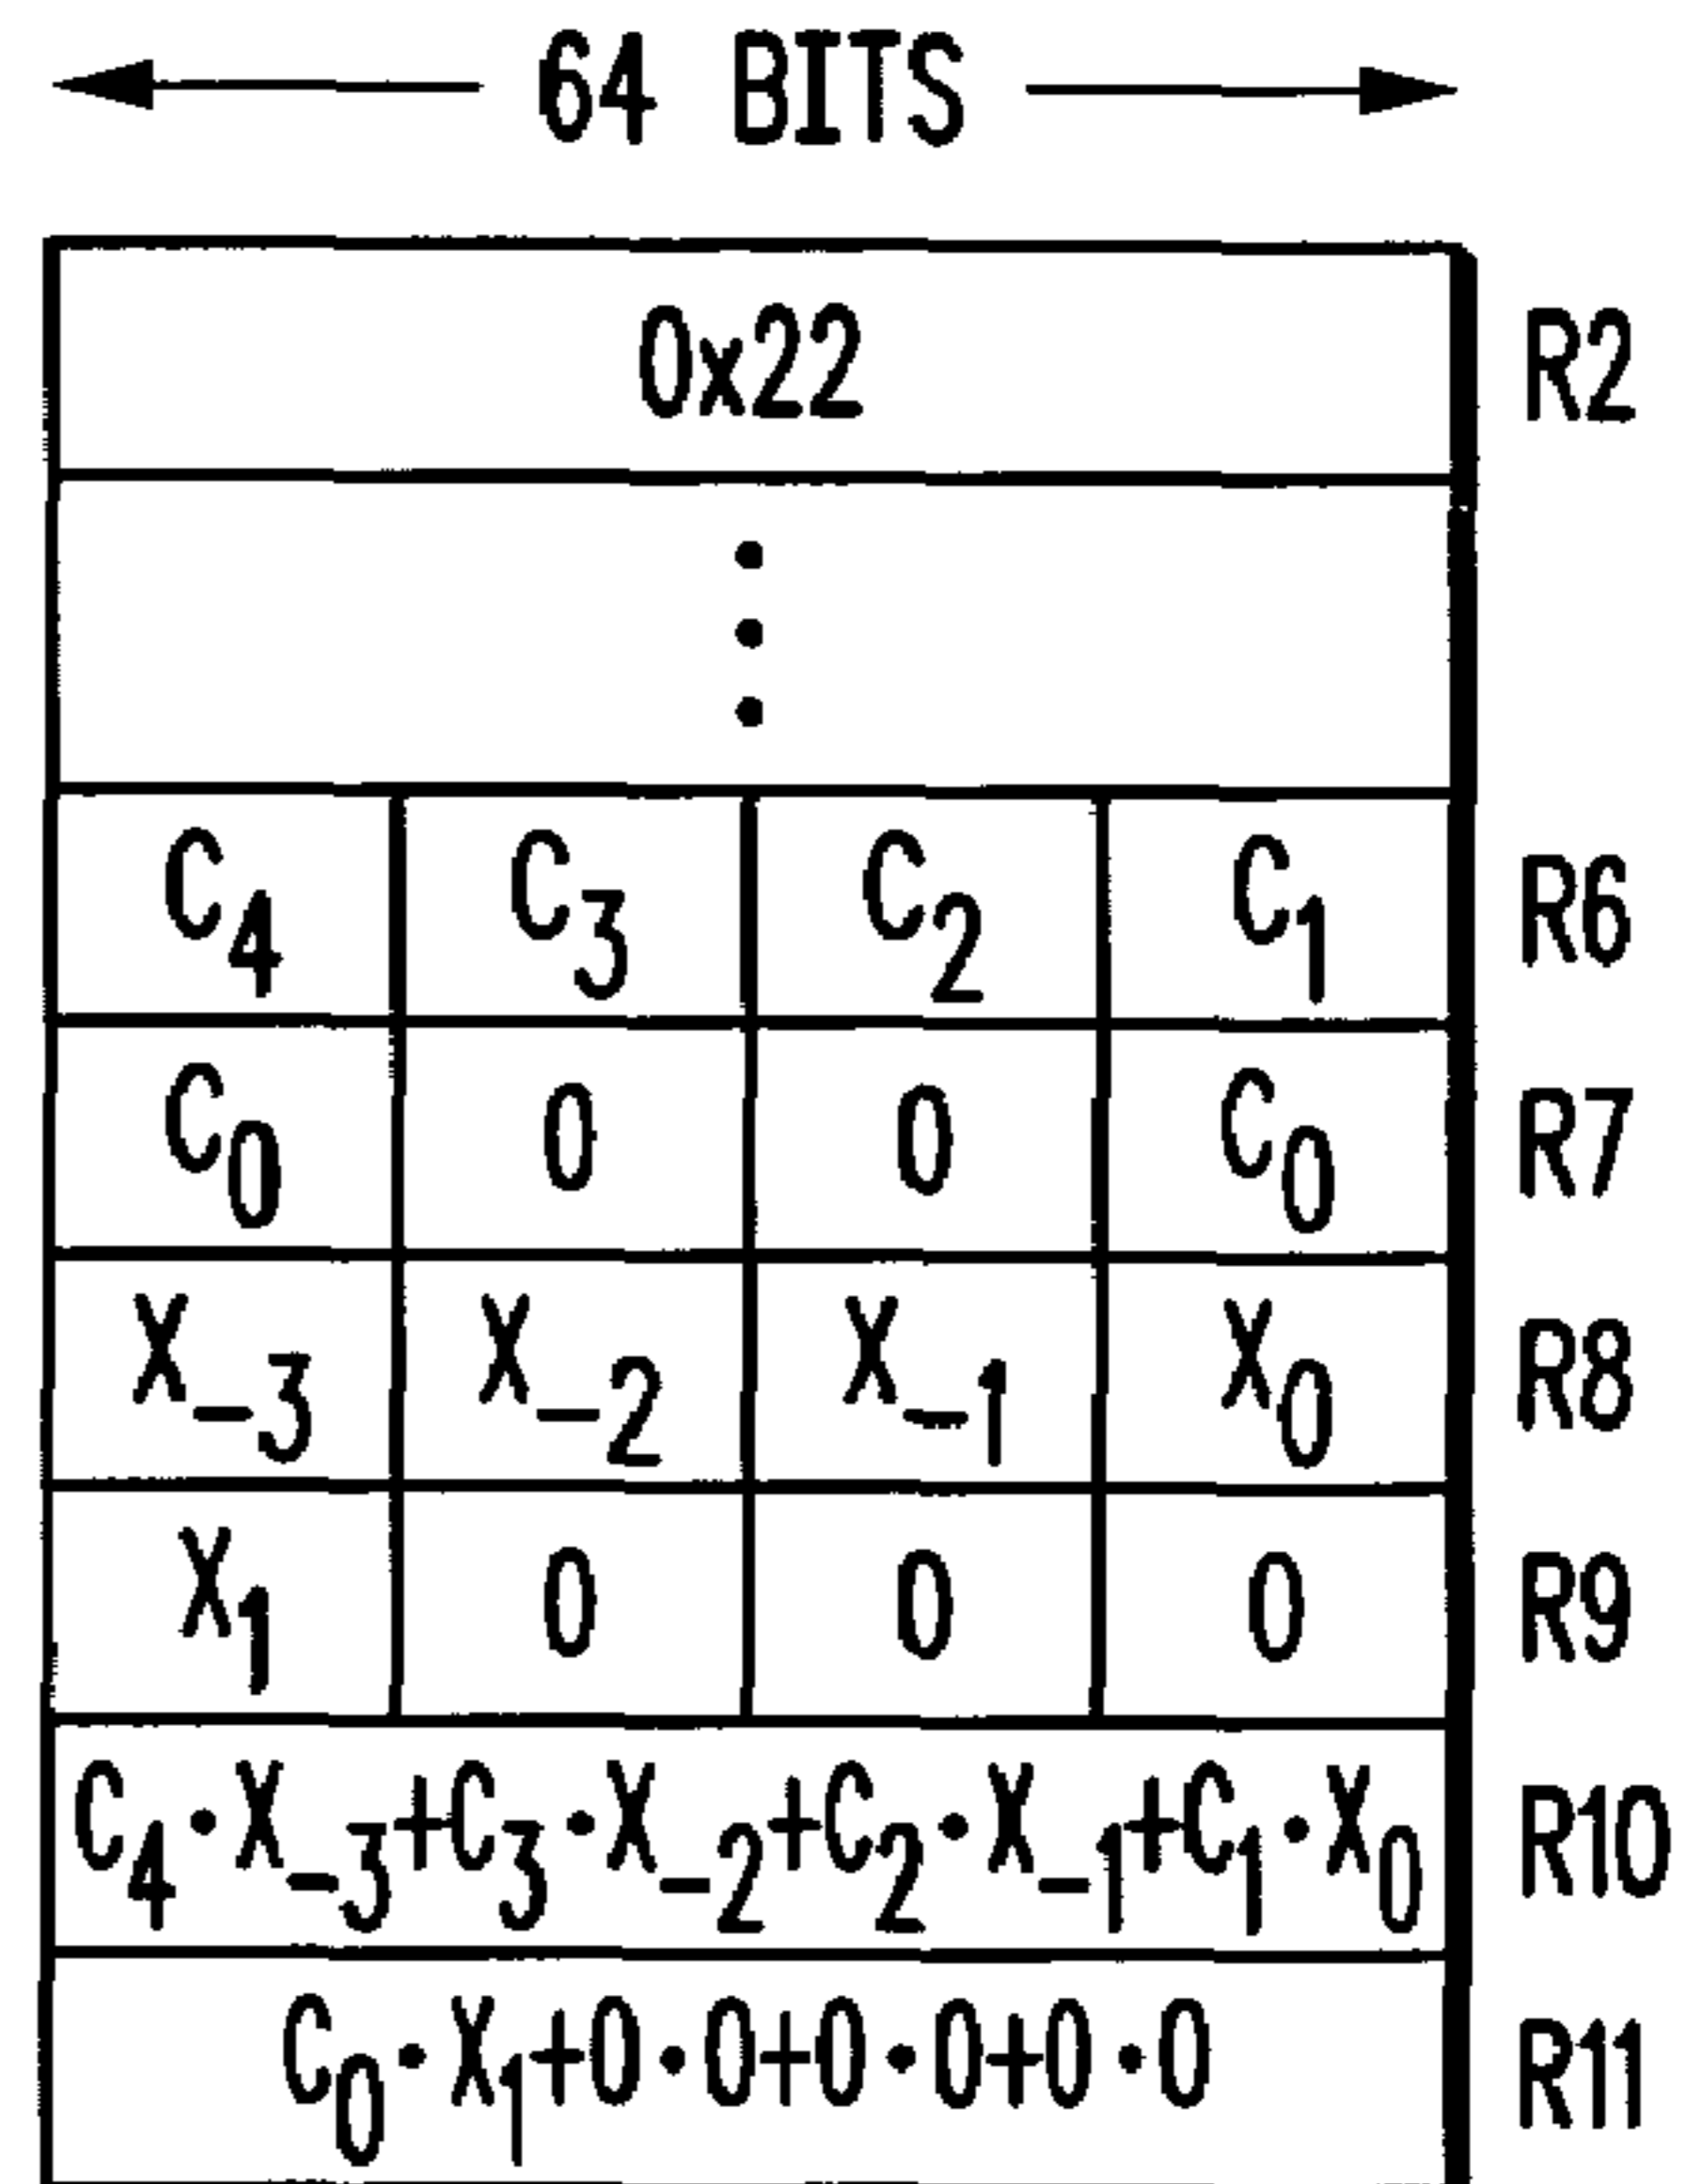 64 BITS
0x22 R2
C₄ C₃ C₂ C₁ R6
C₀ 0 0 C₀ R7
X₋₃ X₋₂ X₋₁ X₀ R8
X₁ 0 0 0 R9
C₄·X₋₃+C₃·X₋₂+C₂·X₋₁+C₁·X₀ R10
C₀·X₁+0·0+0·0+0·0 R11